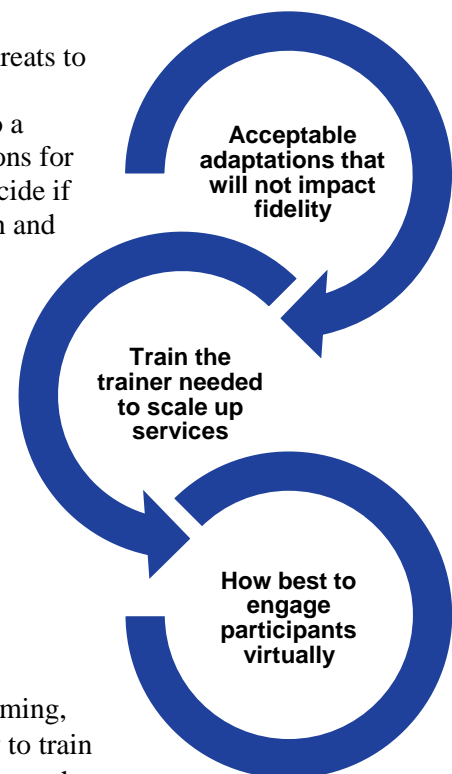 reats to
a
ons for
cide if
n and
Acceptable
adaptations that
will not impact
fidelity
Train the
trainer needed
to scale up
services
How best to
engage
participants
virtually
ming,
to train